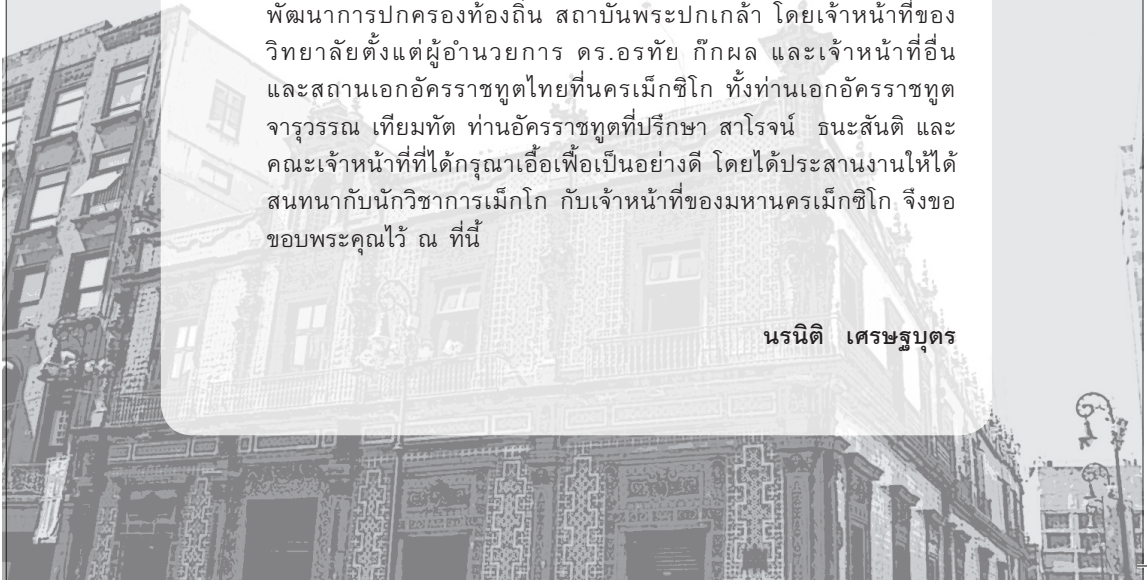 พัฒนาการปกครองท้องถิ่น สถาบันพระปกเกล้า โดยเจ้าหน้าที่ของ
วิทยาลัยตั้งแต่ผู้อำนวยการ ดร.อรทัย ก๊กผล และเจ้าหน้าที่อื่น
และสถานเอกอัครราชทูตไทยที่นครเม็กซิโก ทั้งท่านเอกอัครราชทูต
จารุวรรณ เทียมทัต ท่านอัครราชทูตที่ปรึกษา สาโรจน์ ธนะสันติ และ
คณะเจ้าหน้าที่ที่ได้กรุณาเอื้อเฟื้อเป็นอย่างดี โดยได้ประสานงานให้ได้
สนทนากับนักวิชาการเม็กโก กับเจ้าหน้าที่ของมหานครเม็กซิโก จึงขอ
ขอบพระคุณไว้ ณ ที่นี้
นรนิติ เศรษฐบุตร